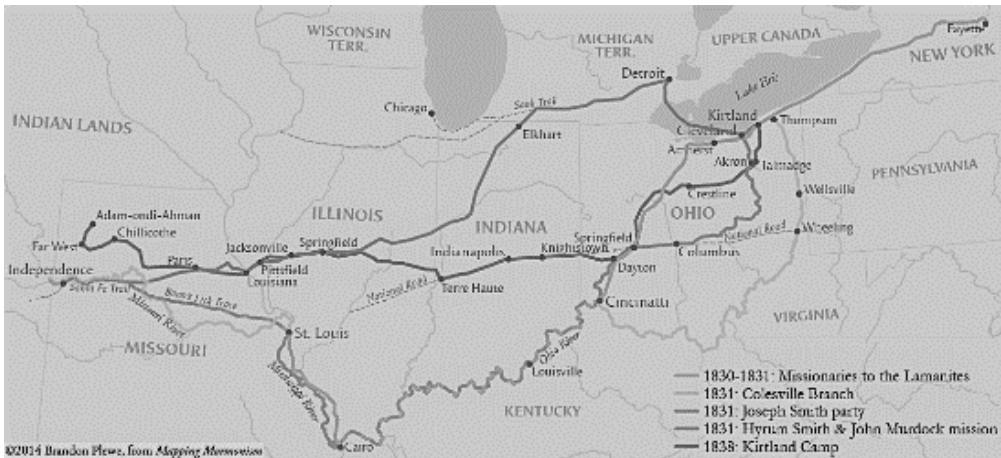 WISCONSIN
TERR.
MICHIGAN
TERR.
UPPER CANADA
Fayette
NEW YORK
Detroit
Lake Erie
Chicago
Sauk Trail
Kirtland
Thompson
Cleveland
Elkhart
Amherst
INDIAN LANDS
Akron
Talmadge
PENNSYLVANIA
Crestline
Wellsville
Adam-ondi-Ahman
ILLINOIS
OHIO
Chillicothe
INDIANA
Far West
Jacksonville
Springfield
Springfield
National Road
Wheeling
Indianapolis
Knightstown
Columbus
Independence
Paris
Pittsfield
Dayton
Santa Fe Trail
Louisiana
National Road
Terre Haute
Boon's Lick Trace
Cincinnati
Missouri River
VIRGINIA
St. Louis
MISSOURI
Ohio River
Mississippi River
Louisville
1830-1831: Missionaries to the Lamanites
KENTUCKY
1831: Colesville Branch
1831: Joseph Smith party
1831: Hyrum Smith & John Murdock mission
Cairo
1838: Kirtland Camp
©2014 Brandon Plewe, from Mapping Mormonism